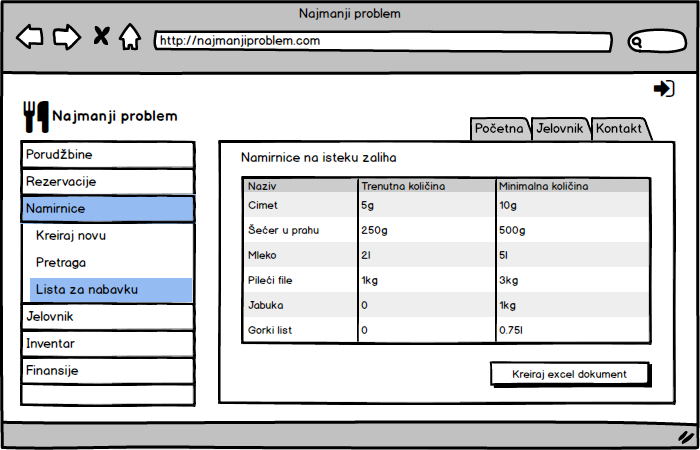 Najmanji problem
http://najmanjiproblem.com
Najmanji problem
Početna Jelovnik Kontakt
Porudžbine
Rezervacije
Namirnice
Kreiraj novu
Pretraga
Lista za nabavku
Jelovnik
Inventar
Finansije
Namirnice na isteku zaliha
Naziv Trenutna količina Minimalna količina
Cimet 5g 10g
Šećer u prahu 250g 500g
Mleko 2l 5l
Pileći file 1kg 3kg
Jabuka 0 1kg
Gorki list 0 0.75l
Kreiraj excel dokument